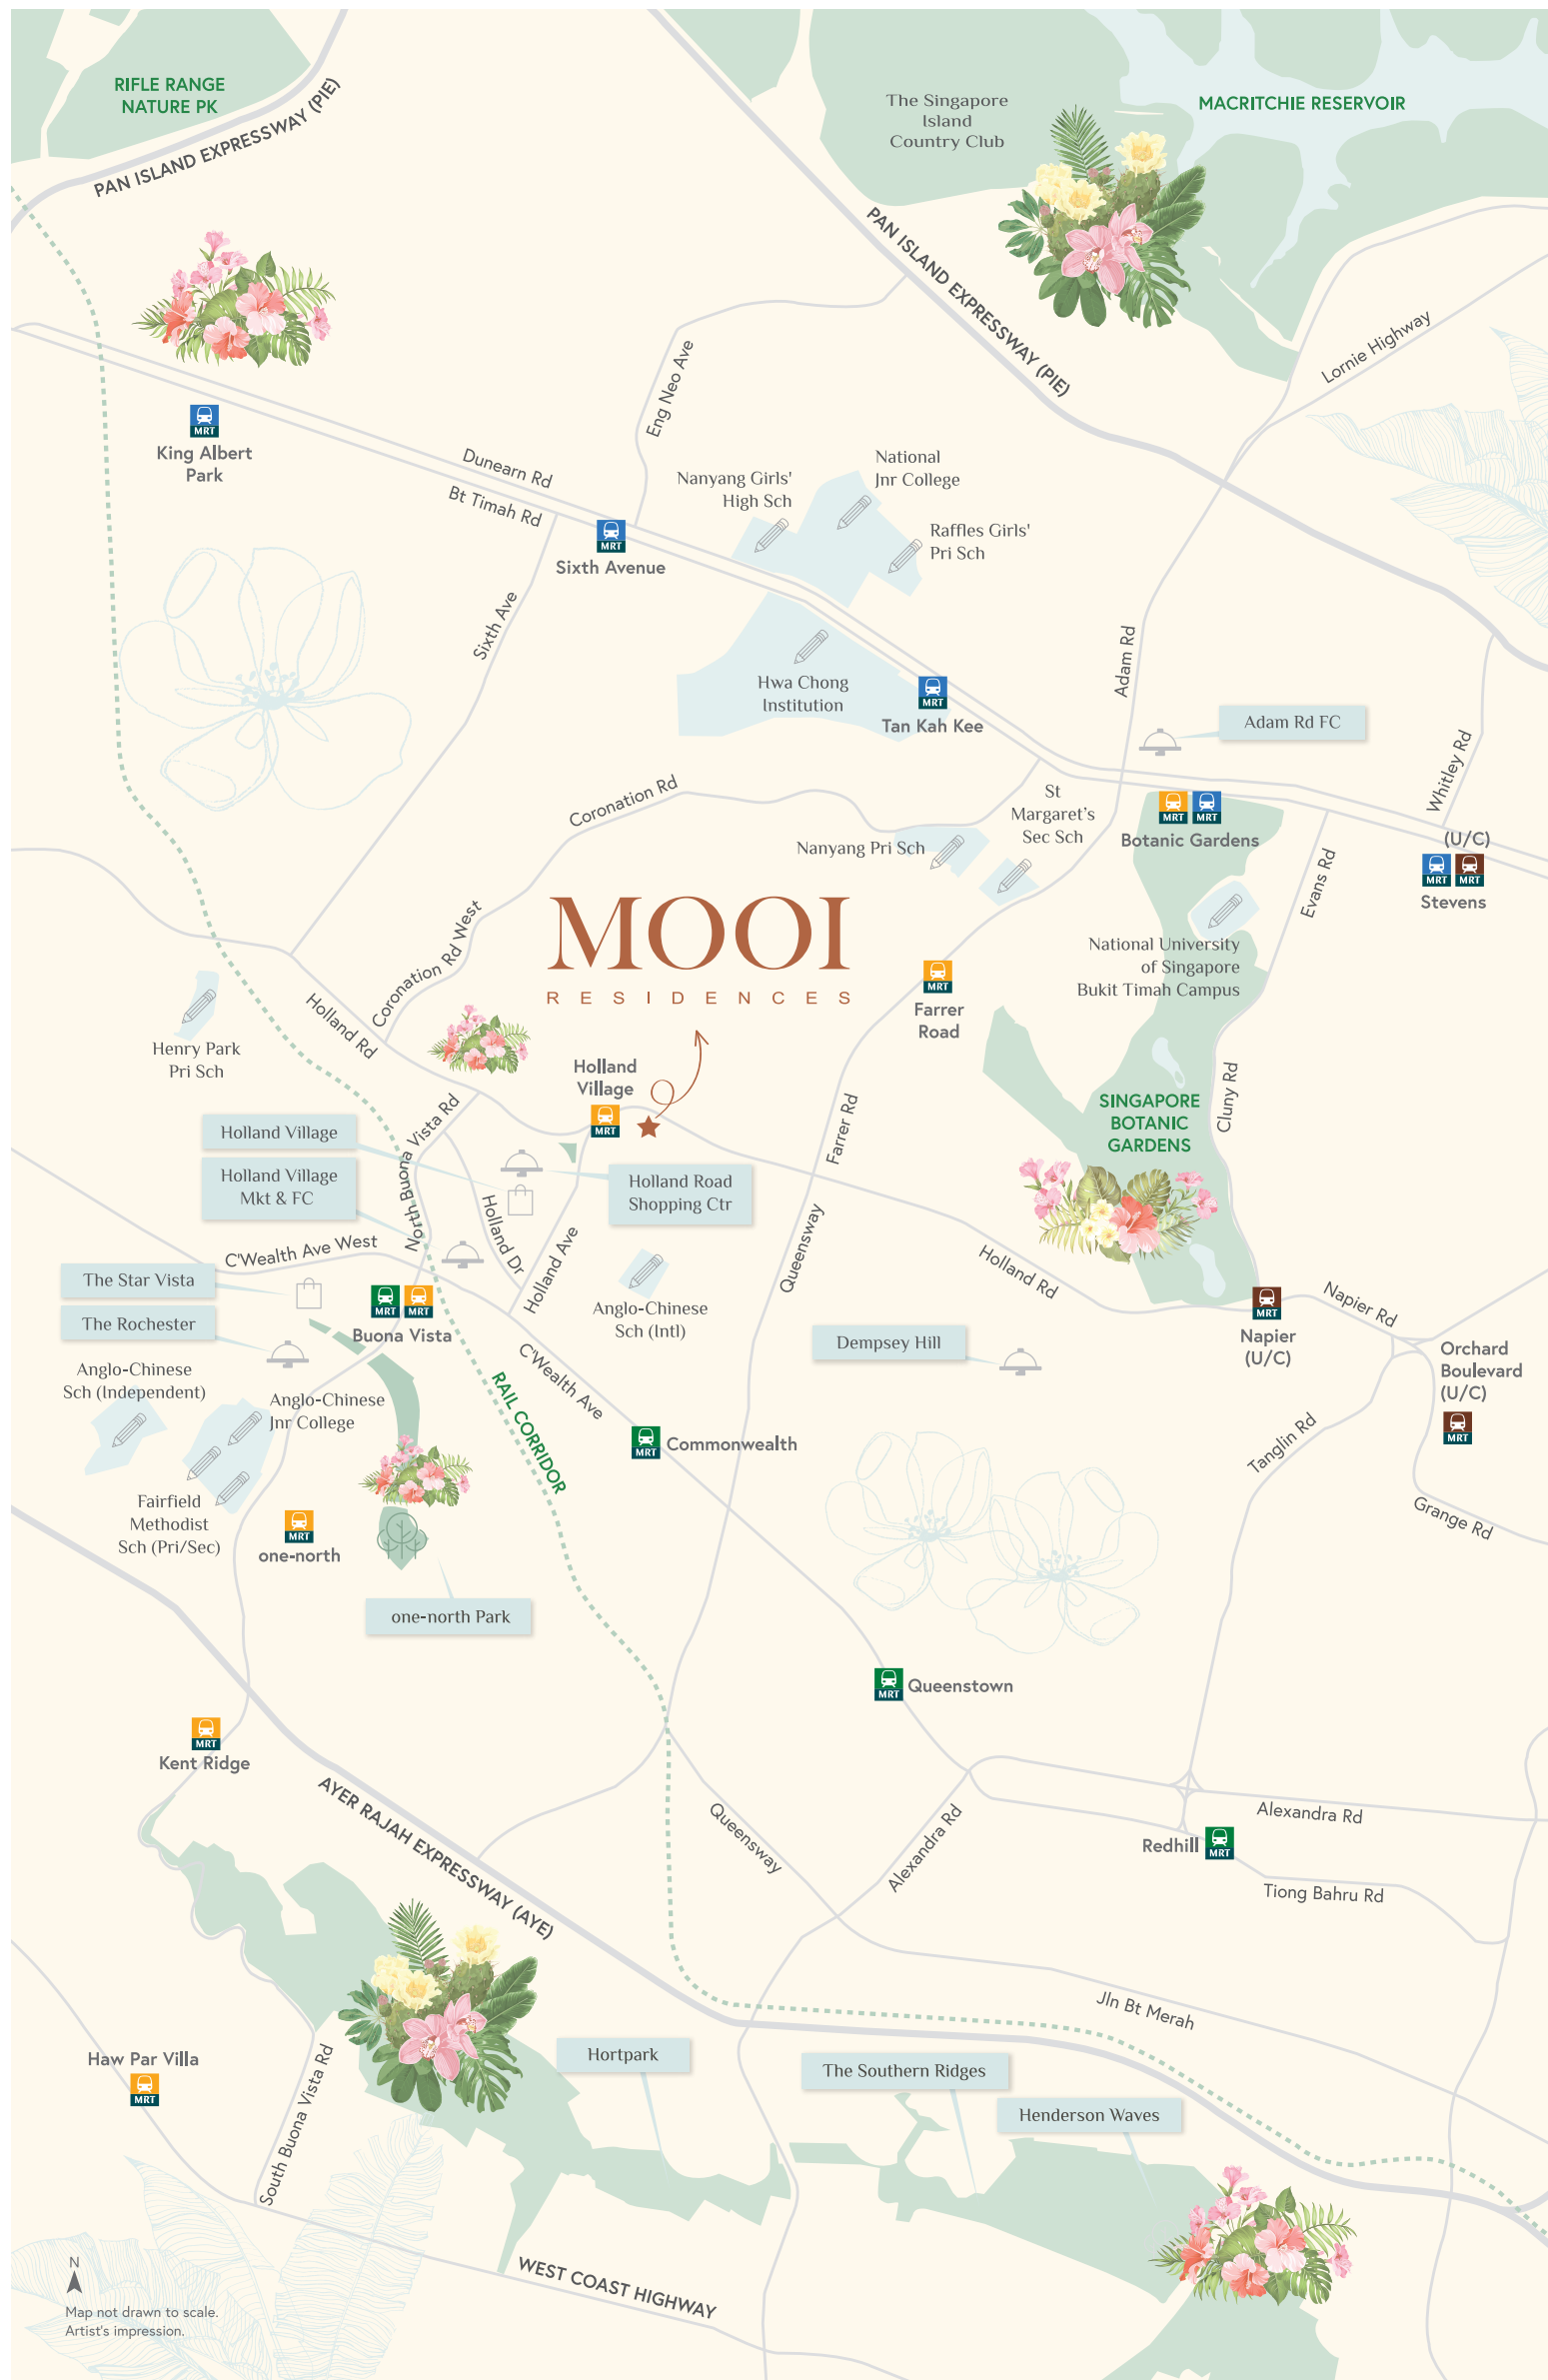 RIFLE RANGE
NATURE PK
PAN ISLAND EXPRESSWAY (PIE)
The Singapore
Island
Country Club
MACRITCHIE RESERVOIR
PAN ISLAND EXPRESSWAY (PIE)
Lornie Highway
Eng Neo Ave
MRT
King Albert
Park
Dunearn Rd
Bt Timah Rd
National
Jnr College
Nanyang Girls'
High Sch
Raffles Girls'
Pri Sch
MRT
Sixth Avenue
Sixth Ave
Adam Rd
Hwa Chong
Institution
MRT
Tan Kah Kee
Adam Rd FC
Whitley Rd
Coronation Rd
St
Margaret's
Sec Sch
MRT
MRT
Botanic Gardens
Nanyang Pri Sch
(U/C)
MRT
MRT
Stevens
Evans Rd
MOOI
RESIDENCES
National University
of Singapore
Bukit Timah Campus
Coronation Rd West
MRT
Farrer
Road
Holland Rd
Henry Park
Pri Sch
Holland
Village
MRT
Cluny Rd
Farrer Rd
SINGAPORE
BOTANIC
GARDENS
North Buona Vista Rd
Holland Village
Holland Village
Mkt & FC
Holland Road
Shopping Ctr
Holland Dr
Queensway
C'Wealth Ave West
Holland Ave
Holland Rd
The Star Vista
The Rochester
MRT
MRT
Buona Vista
Anglo-Chinese
Sch (Intl)
Dempsey Hill
MRT
Napier
(U/C)
Napier Rd
Orchard
Boulevard
(U/C)
MRT
Anglo-Chinese
Sch (Independent)
Anglo-Chinese
Jnr College
C'Wealth Ave
RAIL CORRIDOR
MRT
Commonwealth
Tanglin Rd
Grange Rd
Fairfield
Methodist
Sch (Pri/Sec)
MRT
one-north
one-north Park
MRT
Queenstown
MRT
Kent Ridge
AYER RAJAH EXPRESSWAY (AYE)
Queensway
Alexandra Rd
Alexandra Rd
Redhill
MRT
Tiong Bahru Rd
Jln Bt Merah
Haw Par Villa
MRT
South Buona Vista Rd
Hortpark
The Southern Ridges
Henderson Waves
WEST COAST HIGHWAY
N
Map not drawn to scale.
Artist's impression.